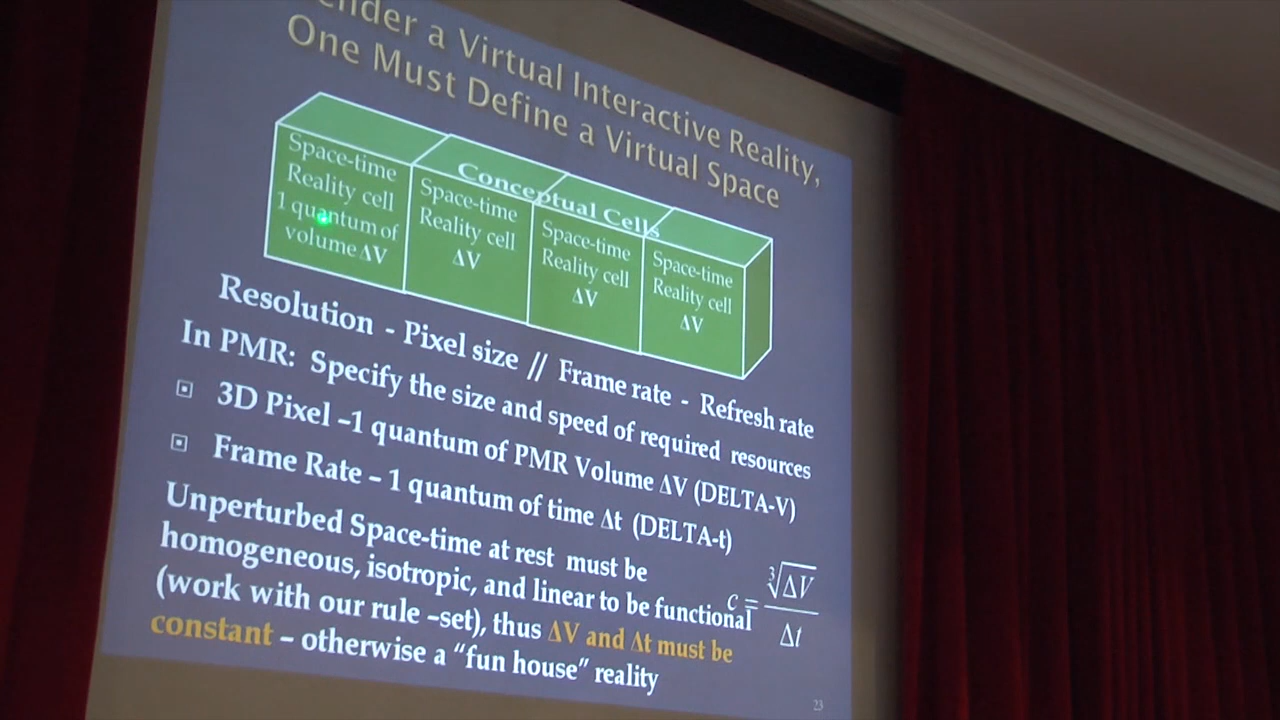 a Virtual Interactive Reality,
One Must Define a Virtual Space
Conceptual Cells
Space-time
Reality cell
1 quantum of
volume ΔV
Space-time
Reality cell
ΔV
Space-time
Reality cell
ΔV
Space-time
Reality cell
ΔV
Resolution - Pixel size // Frame rate - Refresh rate
In PMR: Specify the size and speed of required resources
3D Pixel –1 quantum of PMR Volume ΔV (DELTA-V)
Frame Rate – 1 quantum of time Δt (DELTA-t)
Unperturbed Space-time at rest must be
homogeneous, isotropic, and linear to be functional
(work with our rule –set), thus ΔV and Δt must be
constant – otherwise a “fun house” reality
c = ∛ΔV / Δt
23